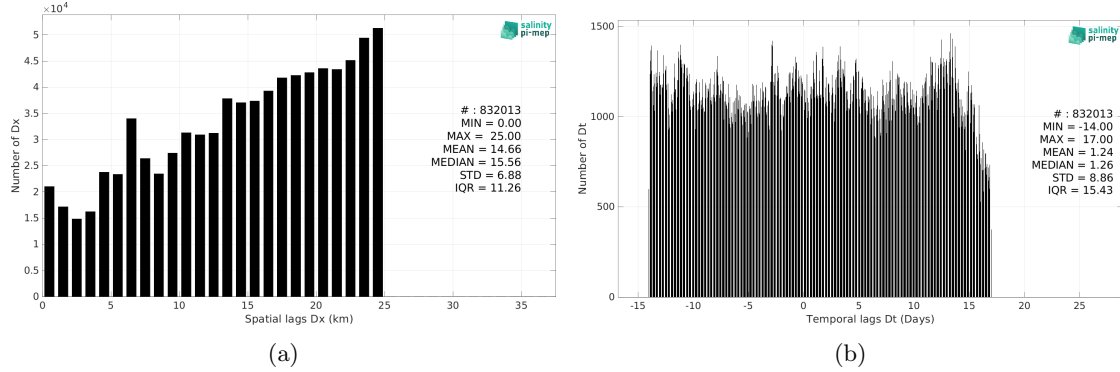 ×10⁴
5
4.5
4
3.5
3
2.5
2
1.5
1
0.5
0
0 5 10 15 20 25 30 35
Number of Dx
Spatial lags Dx (km)
salinity
pi-mep
# : 832013
MIN = 0.00
MAX = 25.00
MEAN = 14.66
MEDIAN = 15.56
STD = 6.88
IQR = 11.26
(a)
1500
1000
500
0
-15 -10 -5 0 5 10 15 20 25
Number of Dt
Temporal lags Dt (Days)
salinity
pi-mep
# : 832013
MIN = -14.00
MAX = 17.00
MEAN = 1.24
MEDIAN = 1.26
STD = 8.86
IQR = 15.43
(b)